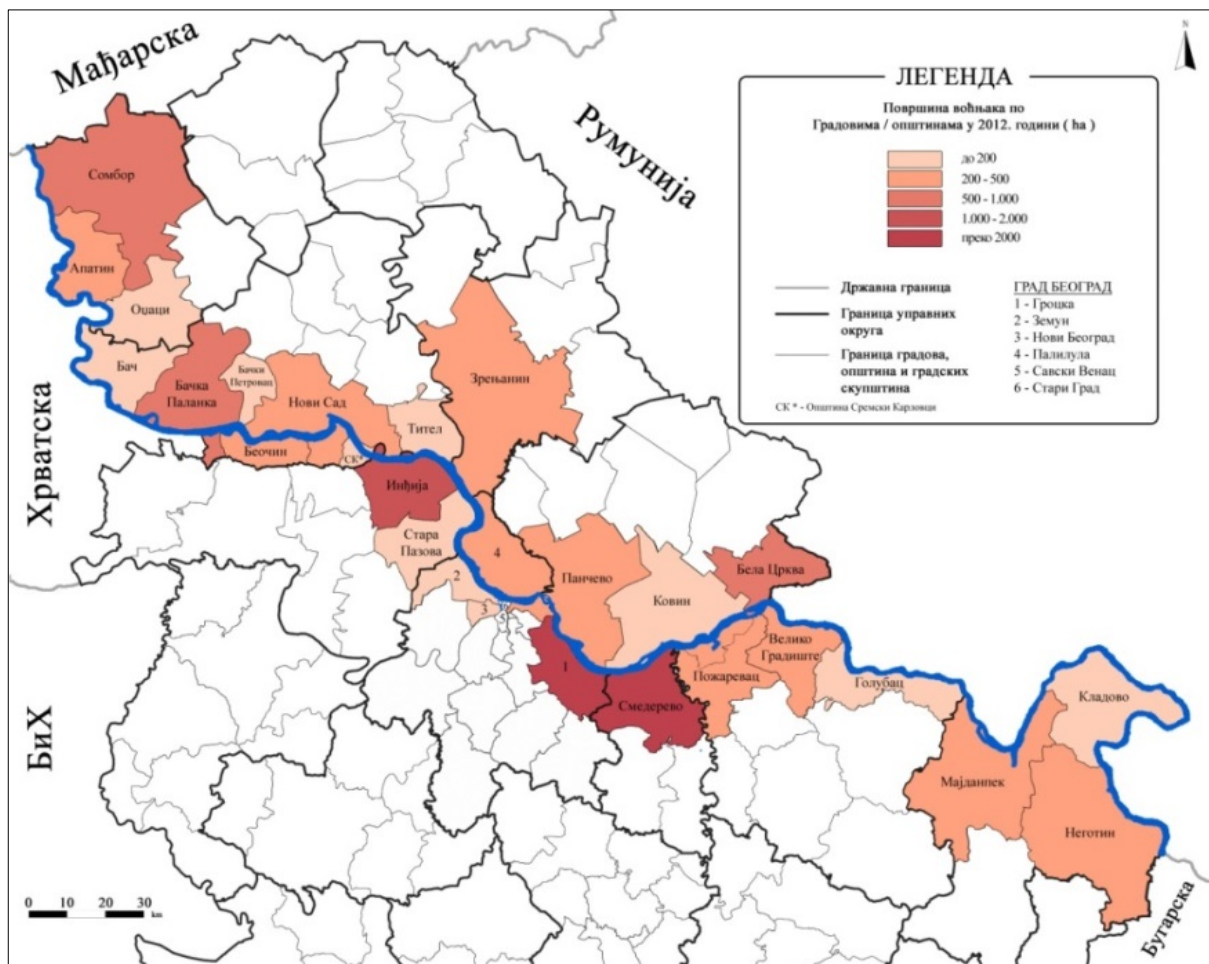 Мађарска
Румунија
Хрватска
БиХ
Бугарска
N
ЛЕГЕНДА
Површина воћњака по
Градовима / општинама у 2012. години ( ha )
до 200
200 - 500
500 - 1.000
1.000 - 2.000
преко 2000
Државна граница
Граница управних
округа
Граница градова,
општина и градских
скупштина
СК * - Општина Сремски Карловци
ГРАД БЕОГРАД
1 - Гроцка
2 - Земун
3 - Нови Београд
4 - Палилула
5 - Савски Венац
6 - Стари Град
Сомбор
Апатин
Оџаци
Бач
Бачка
Паланка
Бачки
Петровац
Нови Сад
Тител
Зрењанин
Беочин
СК*
Инђија
Стара
Пазова
4
2
3
5
Панчево
Ковин
Бела Црква
1
Смедерево
Пожаревац
Велико
Градиште
Голубац
Кладово
Мајданпек
Неготин
0 10 20 30
km